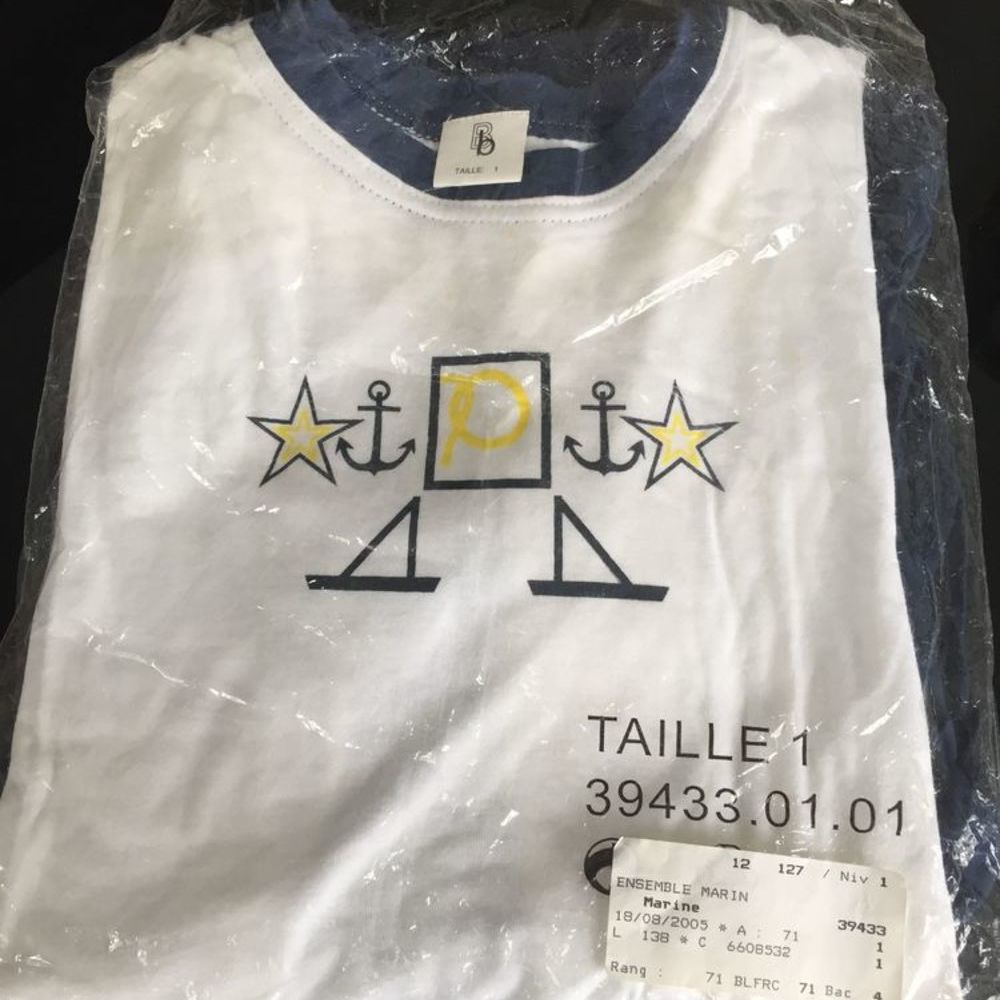 Bb
TAILLE: 1
P
TAILLE 1
39433.01.01
12 127 / Niv 1
ENSEMBLE MARIN
Marine 39433
18/08/2005 * A : 71 1
L 138 * C 6608532 1
Rang : 71 BLFRC 71 Bac 4